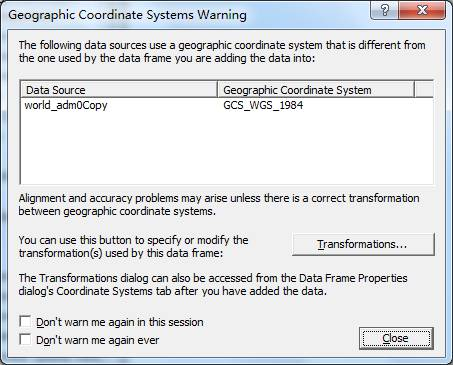 Geographic Coordinate Systems Warning
The following data sources use a geographic coordinate system that is different from
the one used by the data frame you are adding the data into:
Data Source Geographic Coordinate System
world_adm0Copy GCS_WGS_1984
Alignment and accuracy problems may arise unless there is a correct transformation
between geographic coordinate systems.
You can use this button to specify or modify the
transformation(s) used by this data frame:
Transformations...
The Transformations dialog can also be accessed from the Data Frame Properties
dialog's Coordinate Systems tab after you have added the data.
Don't warn me again in this session
Don't warn me again ever
Close